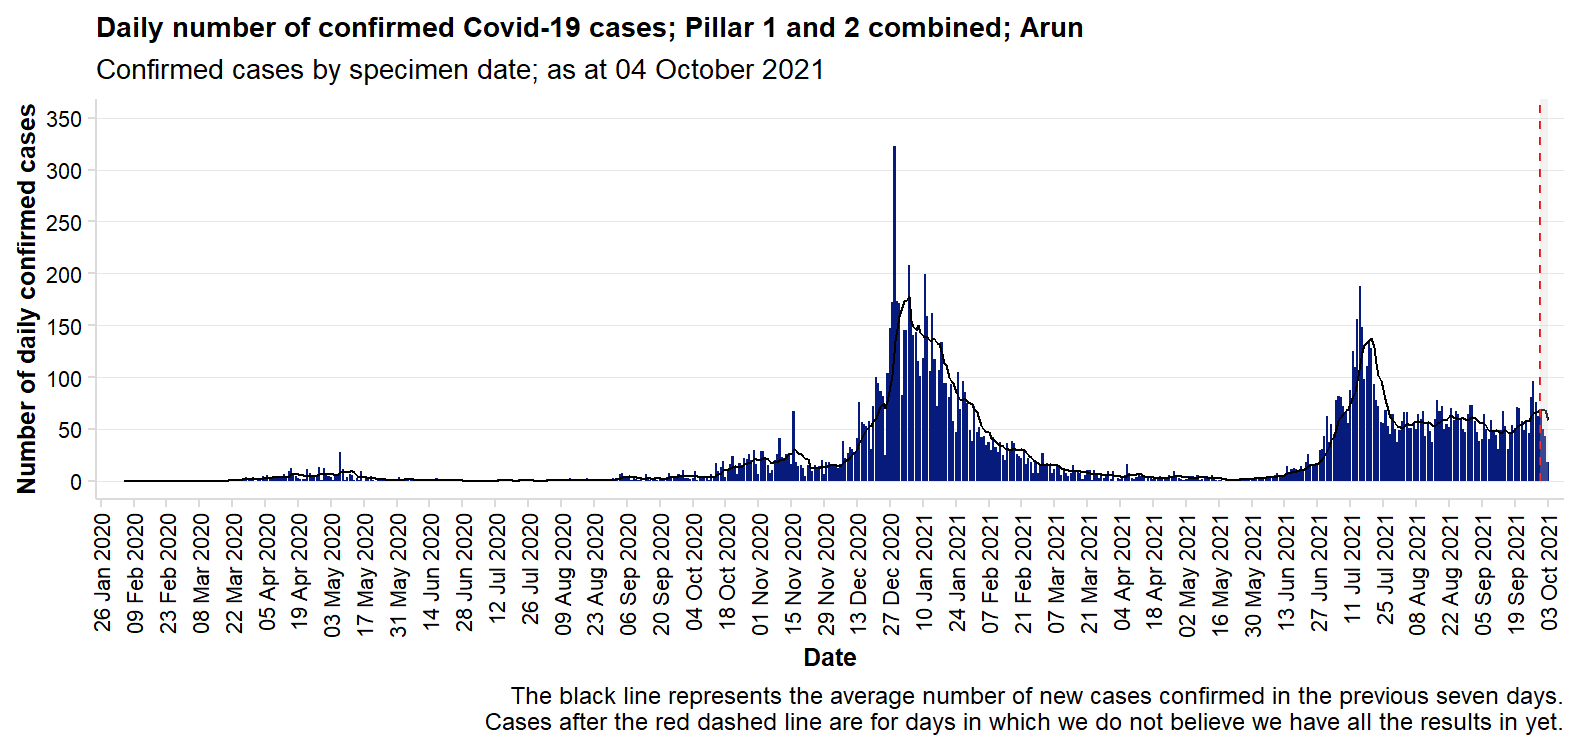 Daily number of confirmed Covid-19 cases; Pillar 1 and 2 combined; Arun
Confirmed cases by specimen date; as at 04 October 2021
Number of daily confirmed cases
350
300
250
200
150
100
50
0
26 Jan 2020
09 Feb 2020
23 Feb 2020
08 Mar 2020
22 Mar 2020
05 Apr 2020
19 Apr 2020
03 May 2020
17 May 2020
31 May 2020
14 Jun 2020
28 Jun 2020
12 Jul 2020
26 Jul 2020
09 Aug 2020
23 Aug 2020
06 Sep 2020
20 Sep 2020
04 Oct 2020
18 Oct 2020
01 Nov 2020
15 Nov 2020
29 Nov 2020
13 Dec 2020
27 Dec 2020
10 Jan 2021
24 Jan 2021
07 Feb 2021
21 Feb 2021
07 Mar 2021
21 Mar 2021
04 Apr 2021
18 Apr 2021
02 May 2021
16 May 2021
30 May 2021
13 Jun 2021
27 Jun 2021
11 Jul 2021
25 Jul 2021
08 Aug 2021
22 Aug 2021
05 Sep 2021
19 Sep 2021
03 Oct 2021
Date
The black line represents the average number of new cases confirmed in the previous seven days.
Cases after the red dashed line are for days in which we do not believe we have all the results in yet.